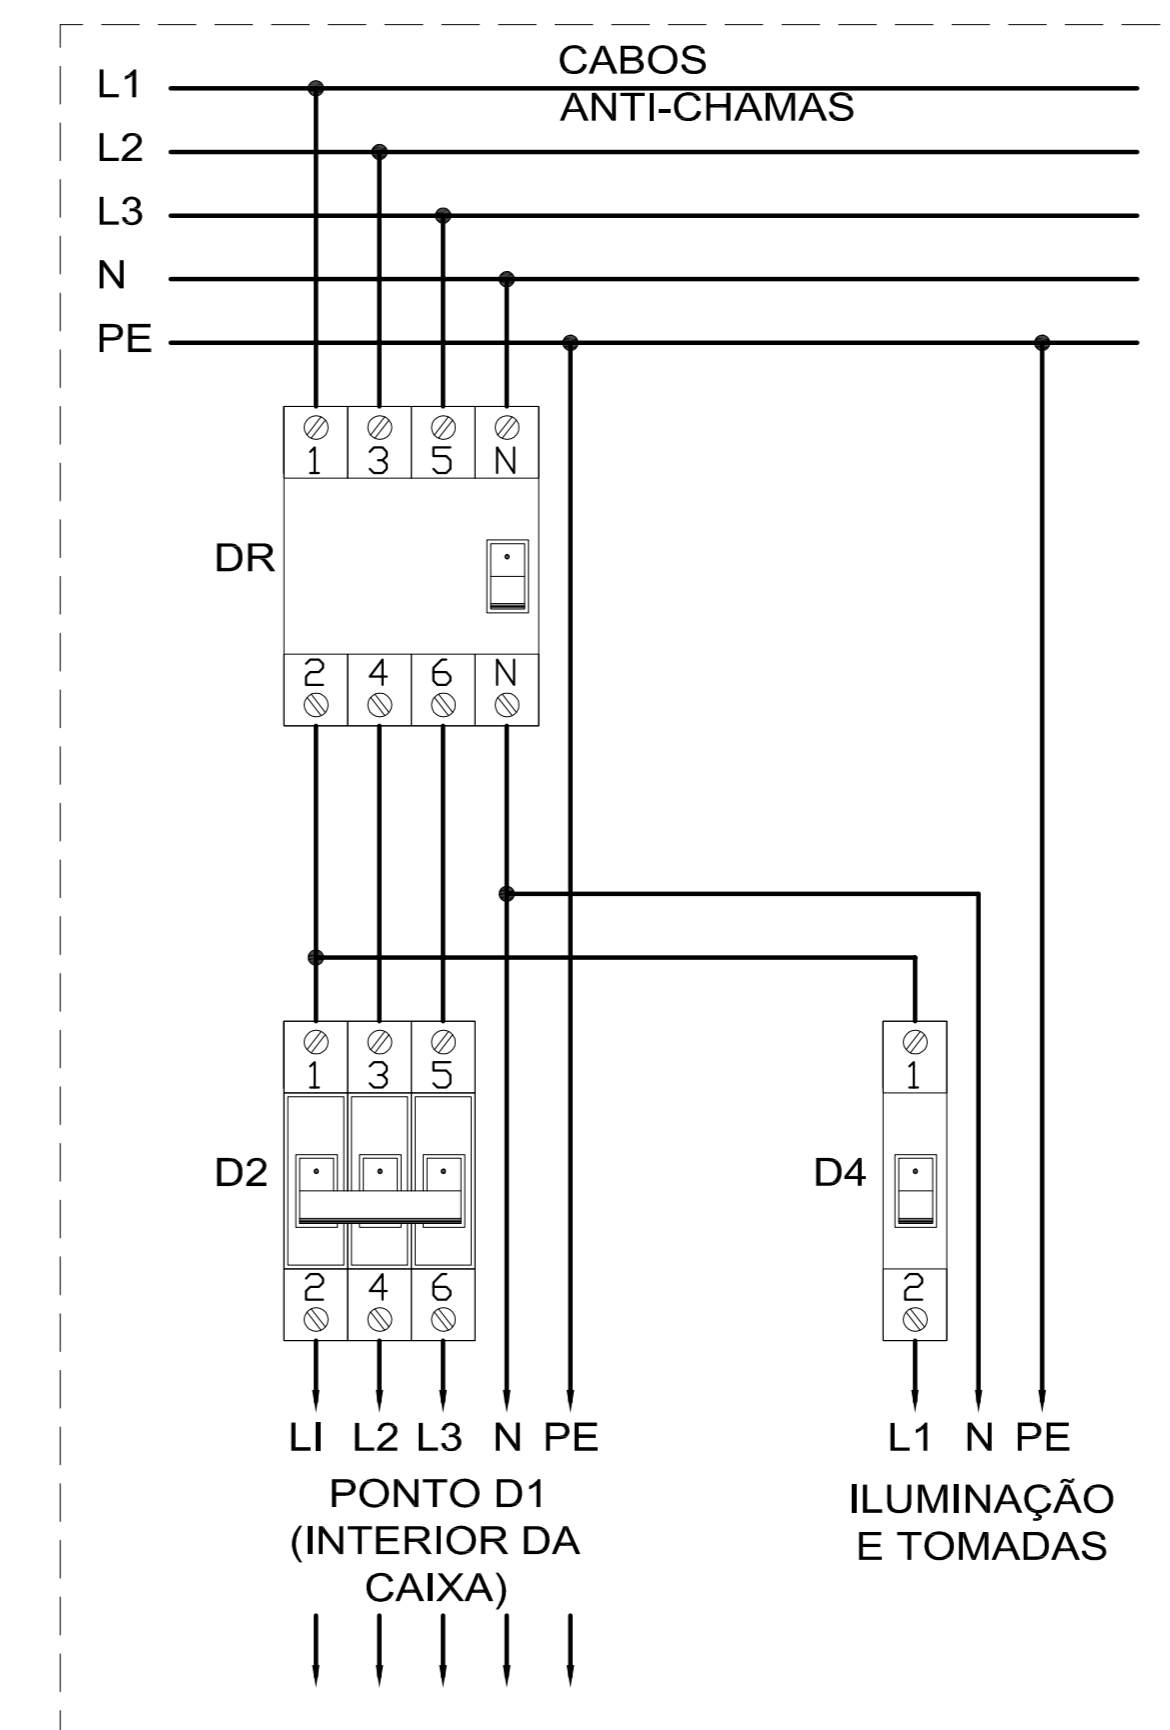 CABOS
L1
ANTI-CHAMAS
L2
L3
N
PE
1 3 5 N
DR
2 4 6 N
1 3 5
1
D2
D4
2 4 6
2
LI L2 L3 N PE
L1 N PE
PONTO D1
(INTERIOR DA
CAIXA)
ILUMINAÇÃO
E TOMADAS